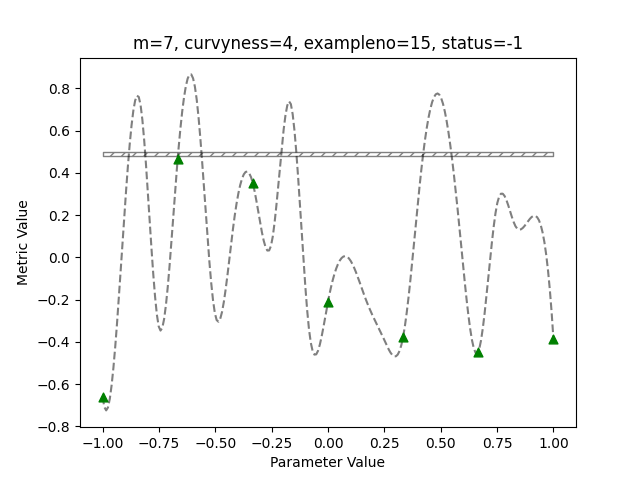 m=7, curvyness=4, exampleno=15, status=-1
Metric Value
0.8
0.6
0.4
0.2
0.0
−0.2
−0.4
−0.6
−0.8
−1.00 −0.75 −0.50 −0.25 0.00 0.25 0.50 0.75 1.00
Parameter Value